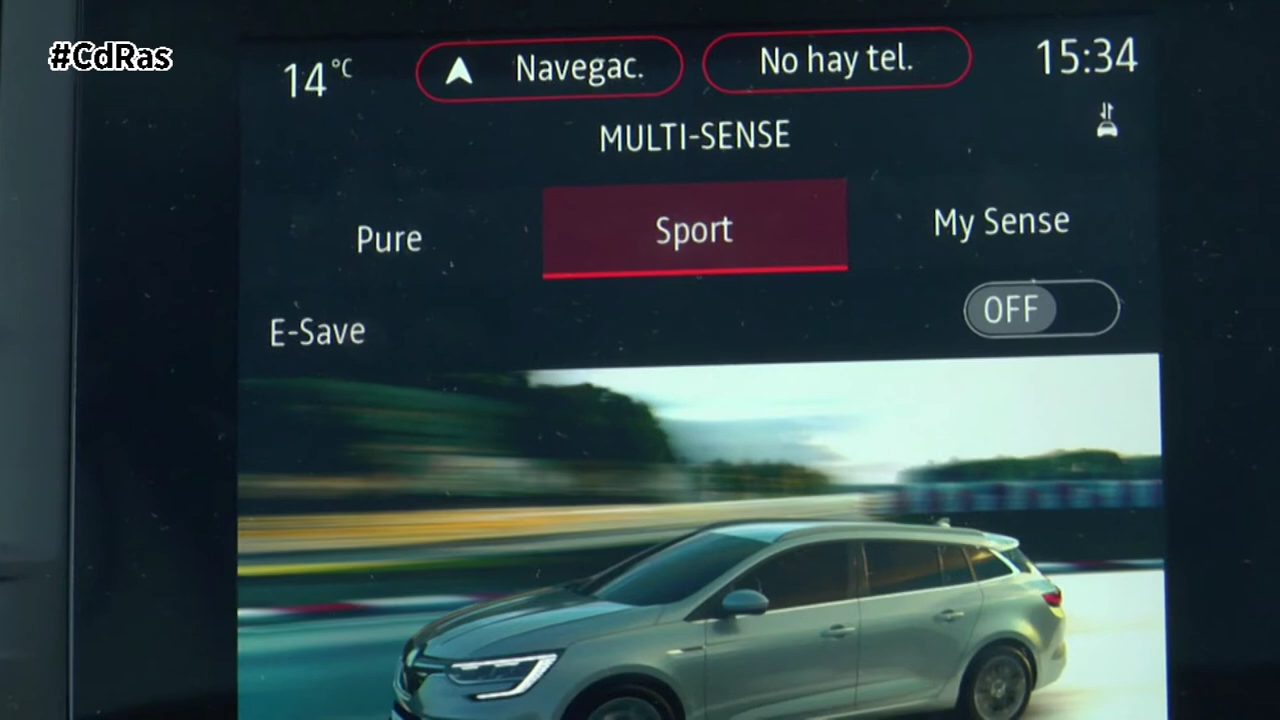 #CdRas
14°C
Navegac.
No hay tel.
15:34
MULTI-SENSE
Pure
Sport
My Sense
E-Save
OFF